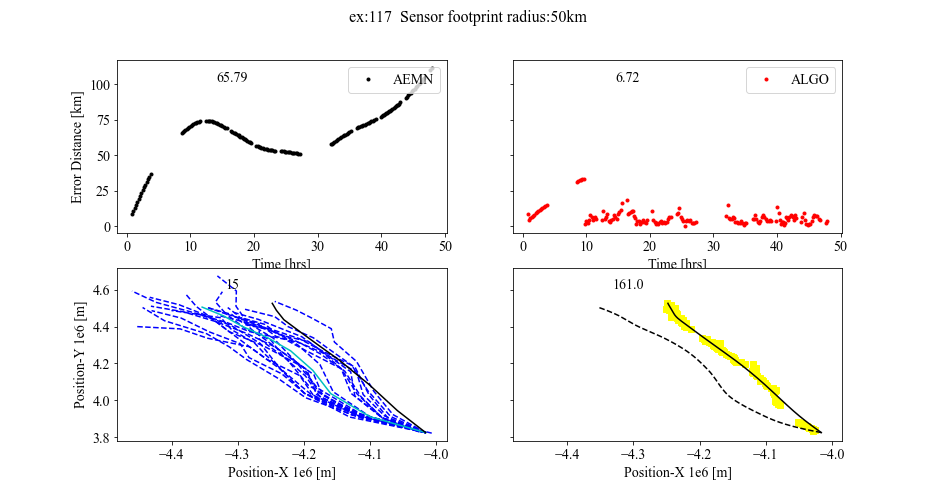 ex:117  Sensor footprint radius:50km
65.79
AEMN
Error Distance [km]
100
75
50
25
0
0 10 20 30 40 50
Time [hrs]
6.72
ALGO
0 10 20 30 40 50
Time [hrs]
15
Position-Y 1e6 [m]
4.6
4.4
4.2
4.0
3.8
−4.4 −4.3 −4.2 −4.1 −4.0
Position-X 1e6 [m]
161.0
−4.4 −4.3 −4.2 −4.1 −4.0
Position-X 1e6 [m]